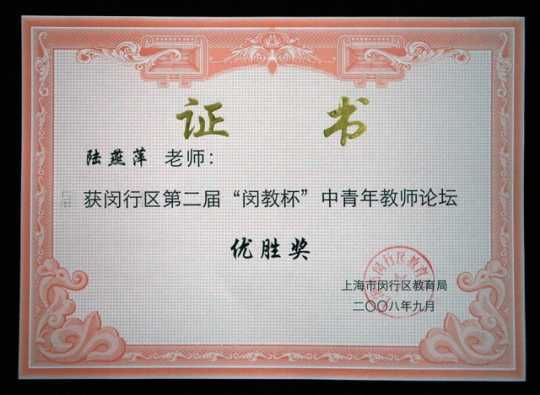 证 书
陆燕萍 老师：
获闵行区第二届“闵教杯”中青年教师论坛
优胜奖
上海市闵行区教育局
二〇〇八年九月